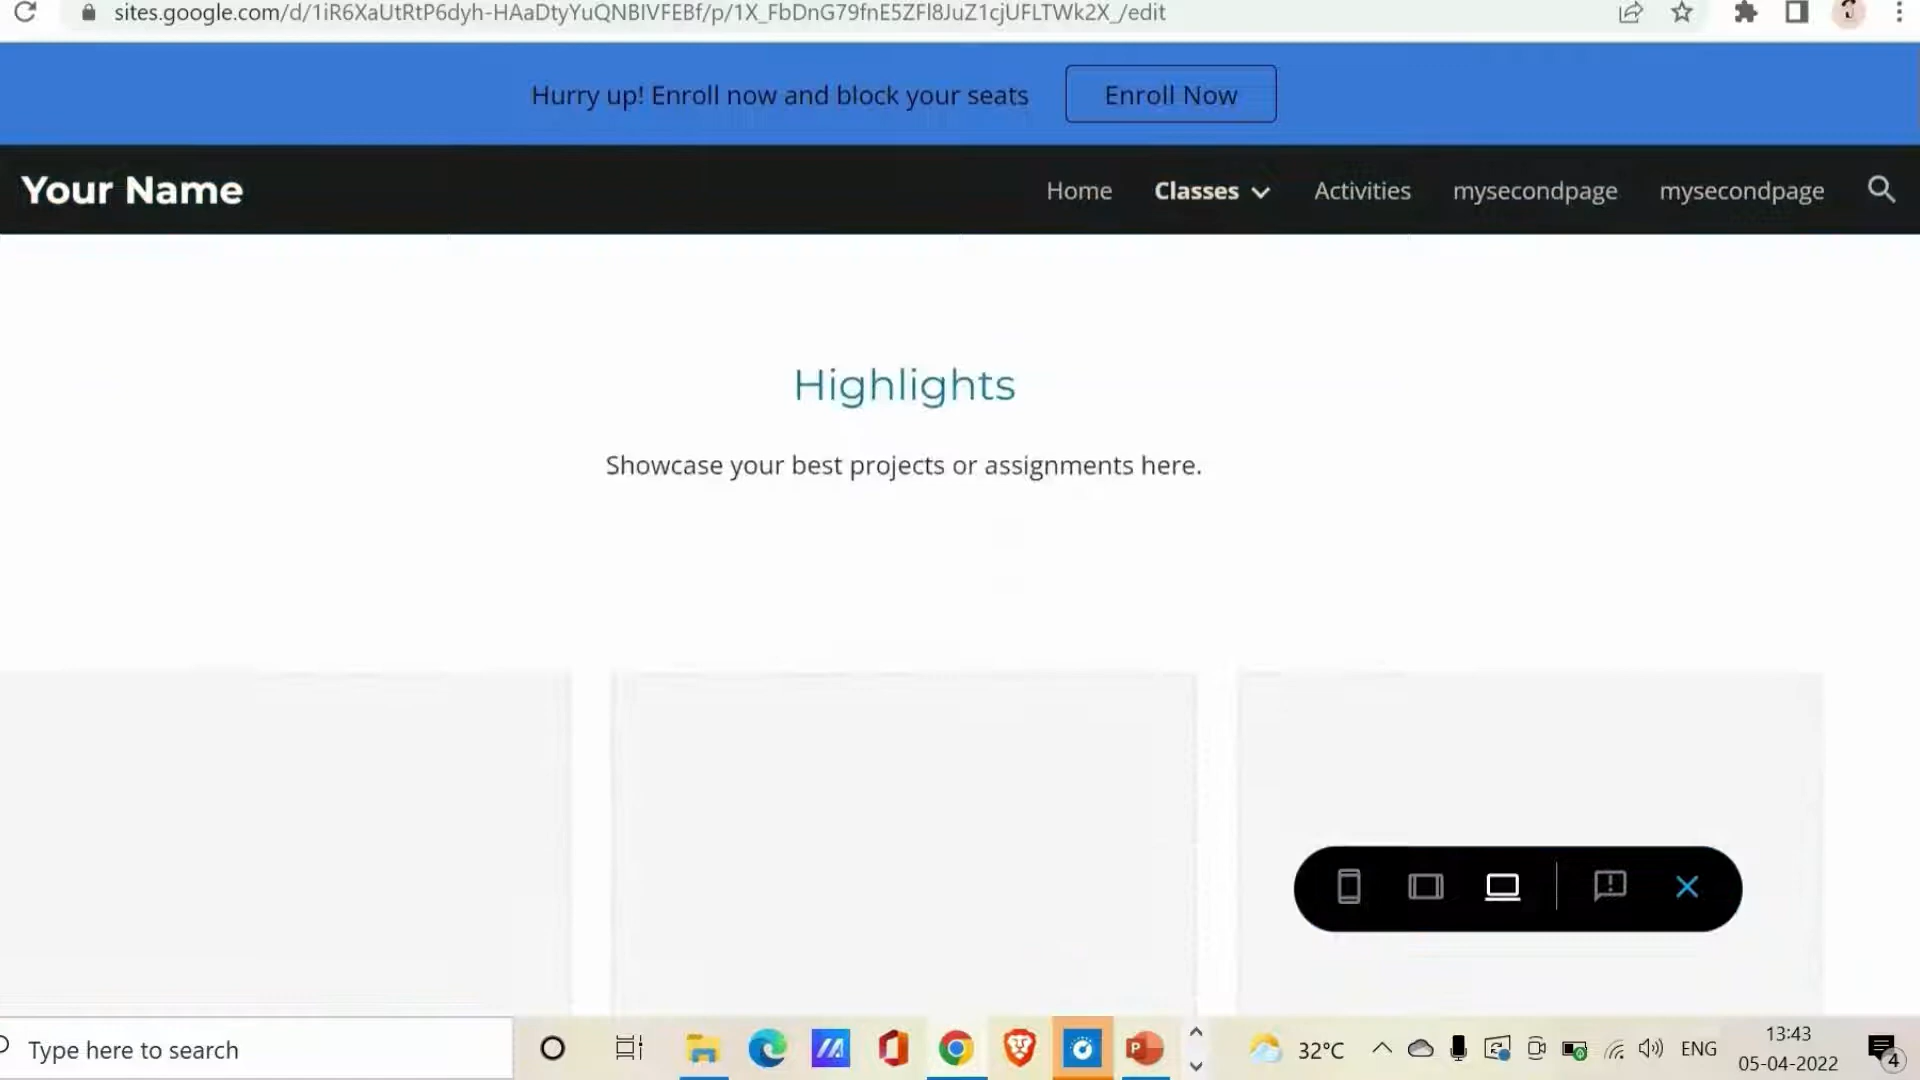 sites.google.com/d/1iR6XaUtRtP6dyh-HAaDtyYuQNBIVFEBf/p/1X_FbDnG79fnE5ZFl8JuZ1cjUFLTWk2X_/edit
Hurry up! Enroll now and block your seats
Enroll Now
Your Name
Home
Classes
Activities
mysecondpage
mysecondpage
Highlights
Showcase your best projects or assignments here.
Type here to search
32°C
ENG
13:43
05-04-2022
4